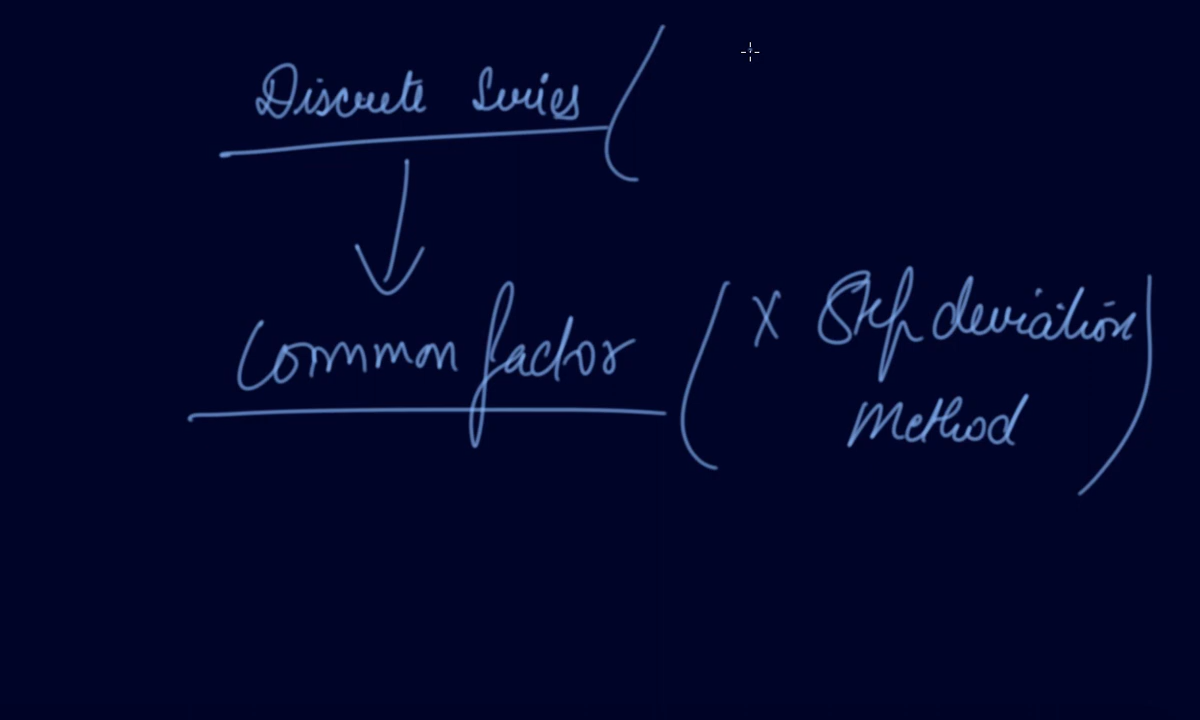 Discrete Series (
Common factor
( X Step deviation
Method )